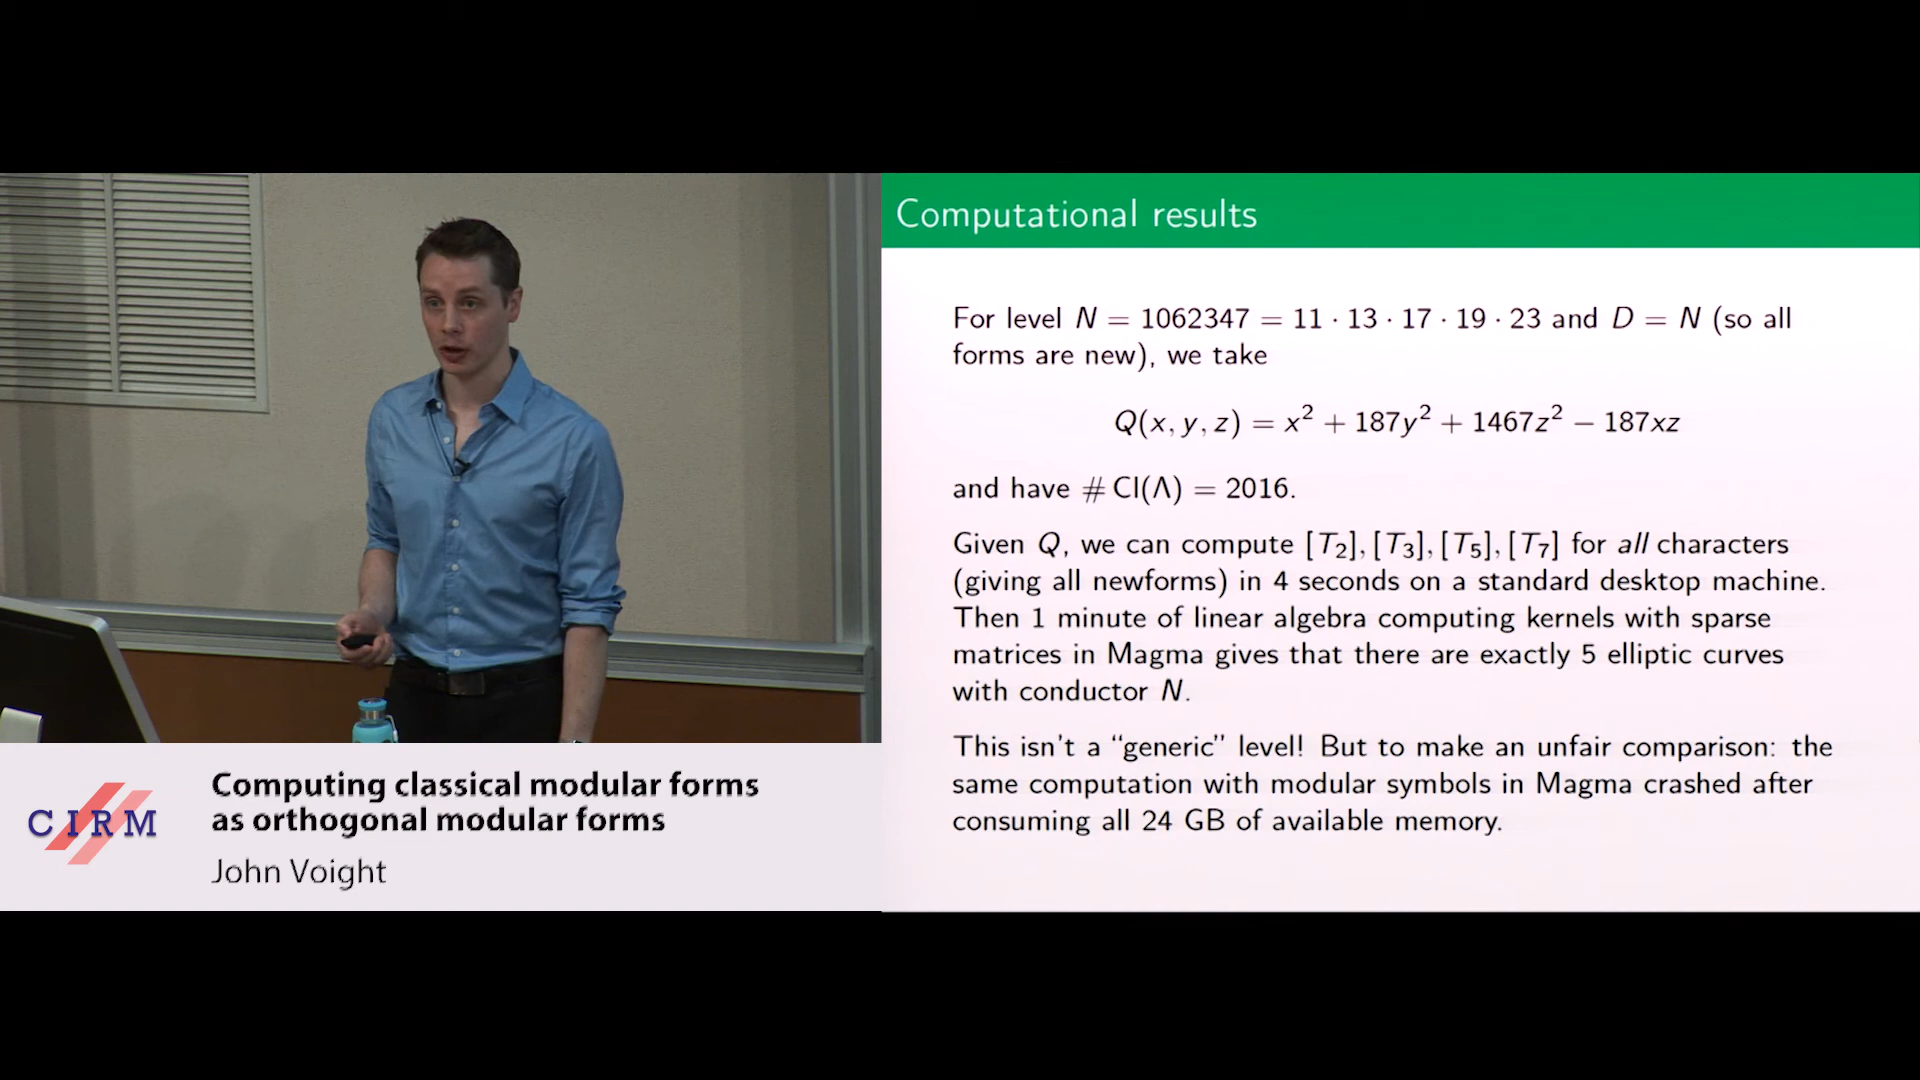 Computational results
For level N = 1062347 = 11 · 13 · 17 · 19 · 23 and D = N (so all
forms are new), we take
Q(x, y, z) = x² + 187y² + 1467z² − 187xz
and have # Cl(Λ) = 2016.
Given Q, we can compute [T₂], [T₃], [T₅], [T₇] for all characters
(giving all newforms) in 4 seconds on a standard desktop machine.
Then 1 minute of linear algebra computing kernels with sparse
matrices in Magma gives that there are exactly 5 elliptic curves
with conductor N.
This isn't a “generic” level! But to make an unfair comparison: the
same computation with modular symbols in Magma crashed after
consuming all 24 GB of available memory.
CIRM
Computing classical modular forms
as orthogonal modular forms
John Voight